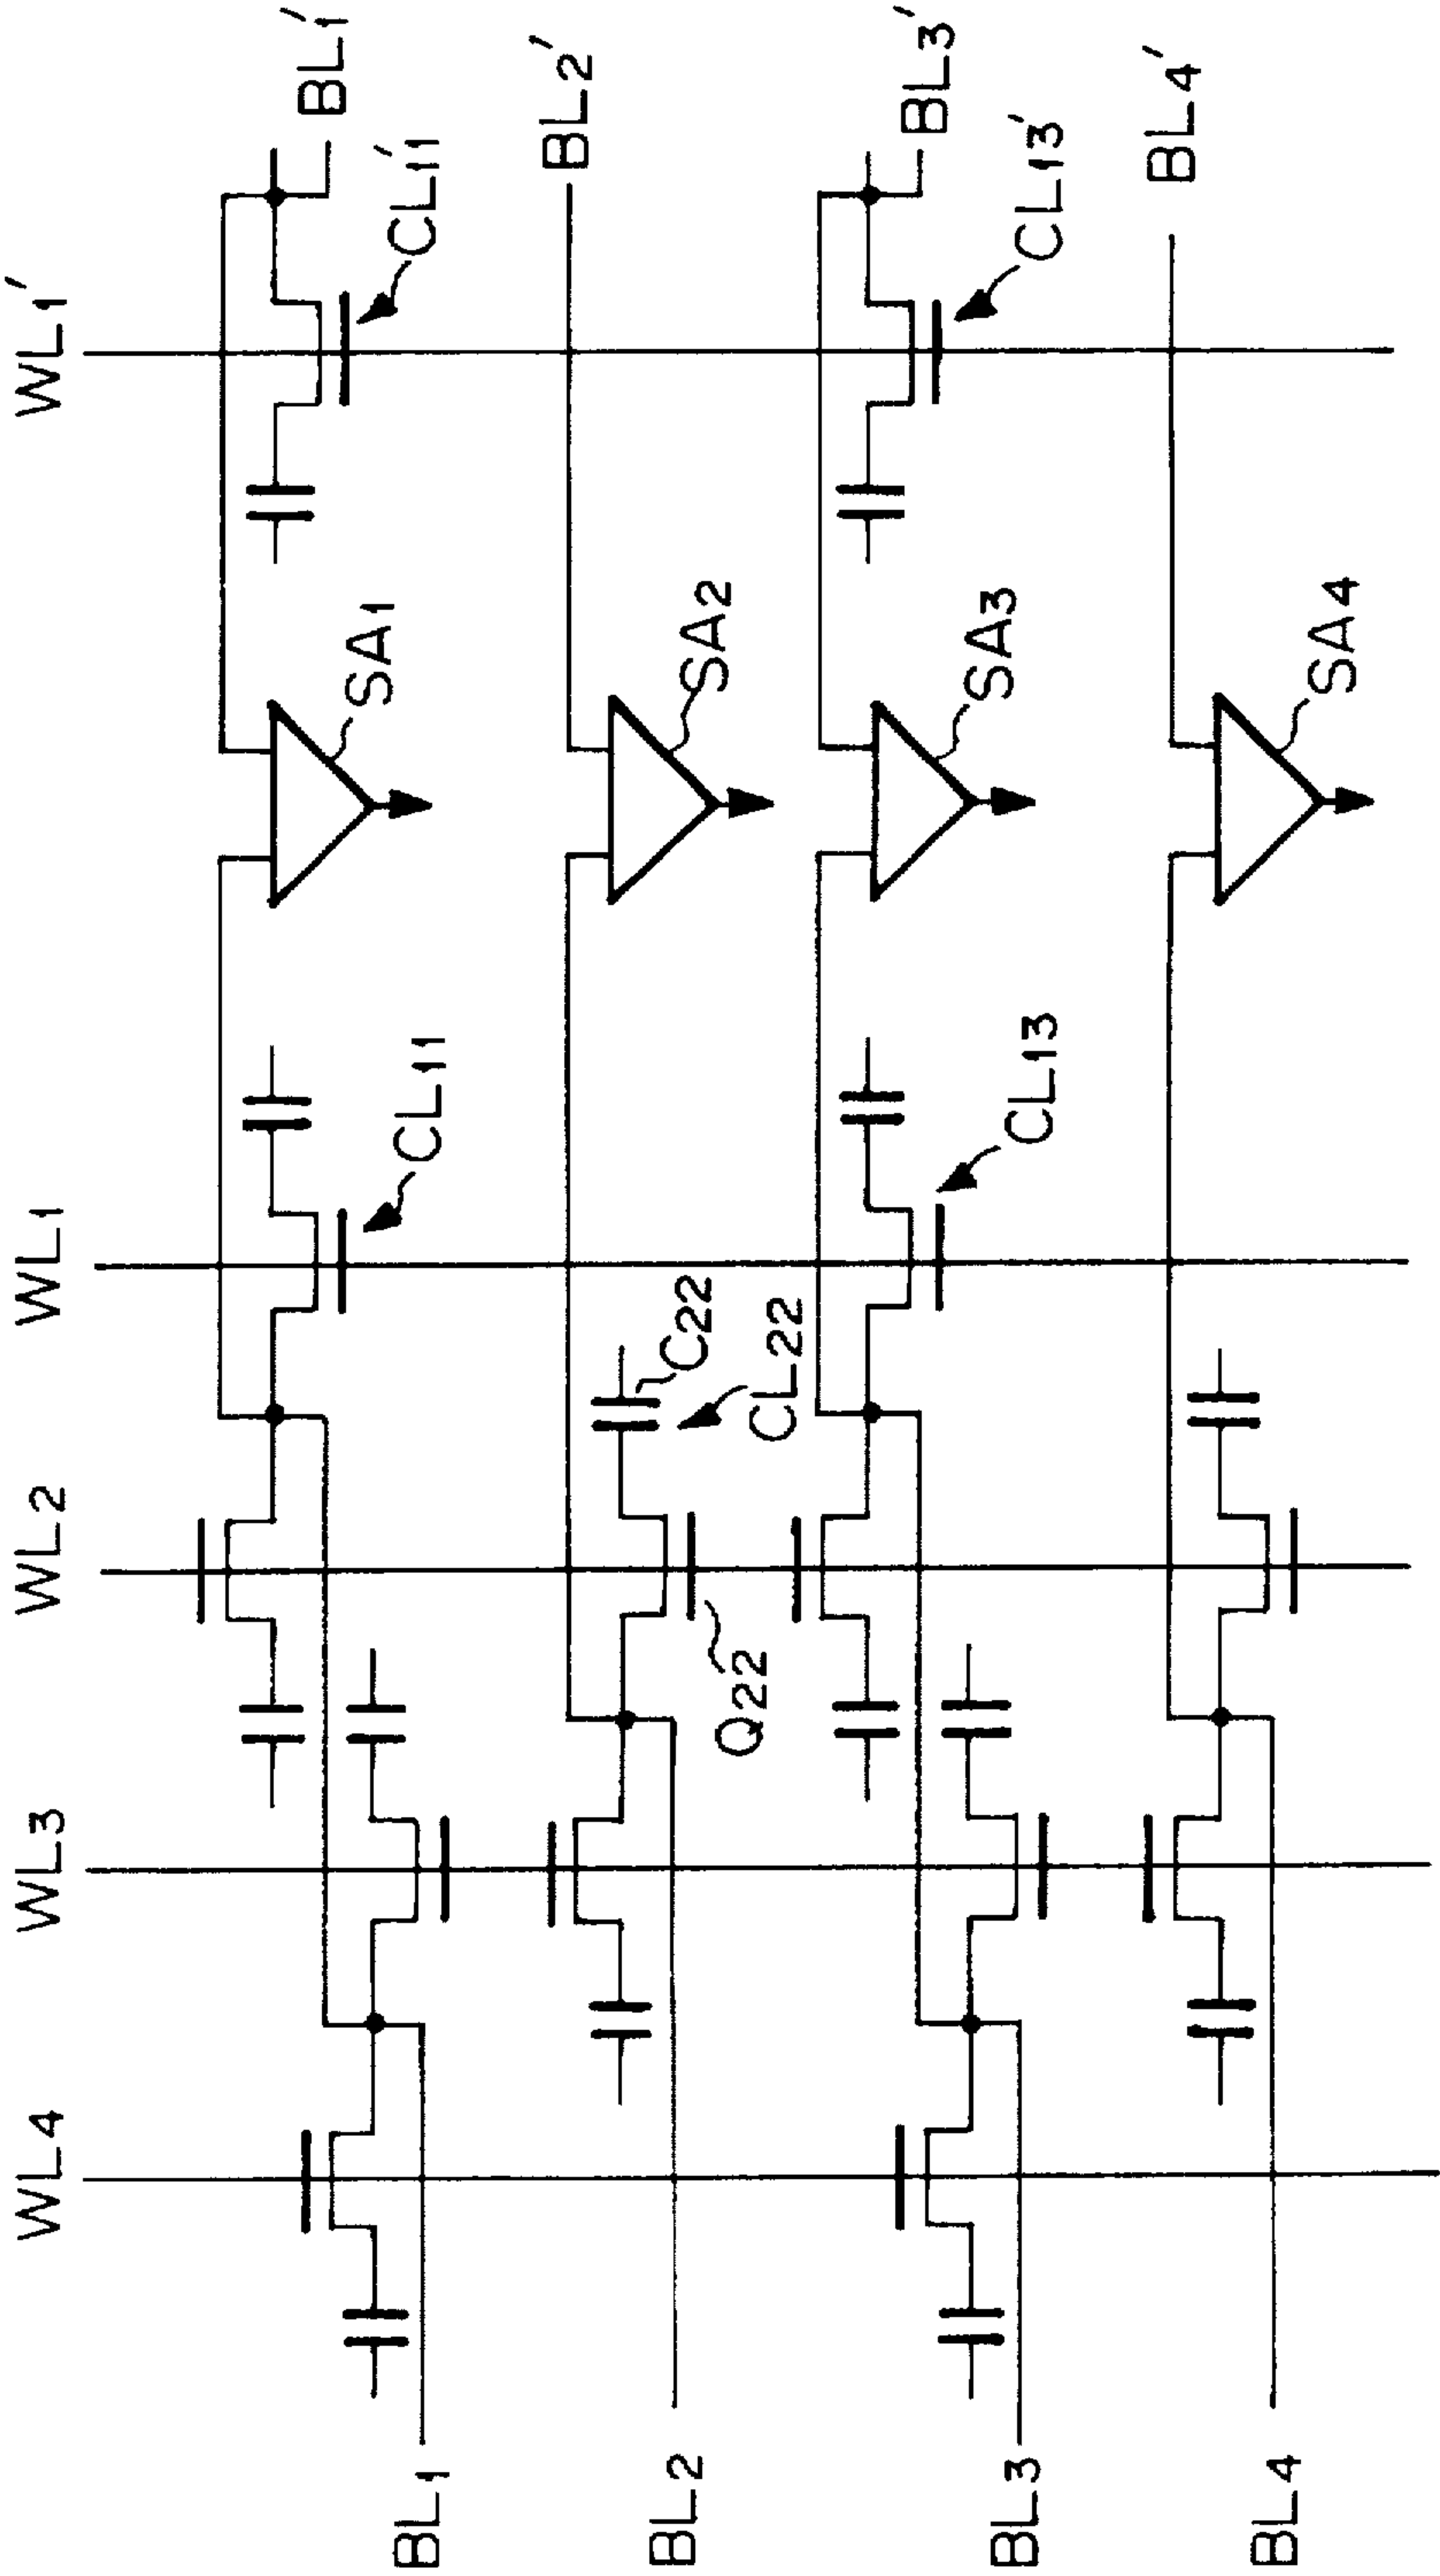 WL4
WL3
WL2
WL1
WL1'
BL1
BL1'
CL11
CL11'
SA1
BL2
BL2'
Q22
C22
CL22
SA2
BL3
BL3'
CL13
CL13'
SA3
BL4
BL4'
SA4